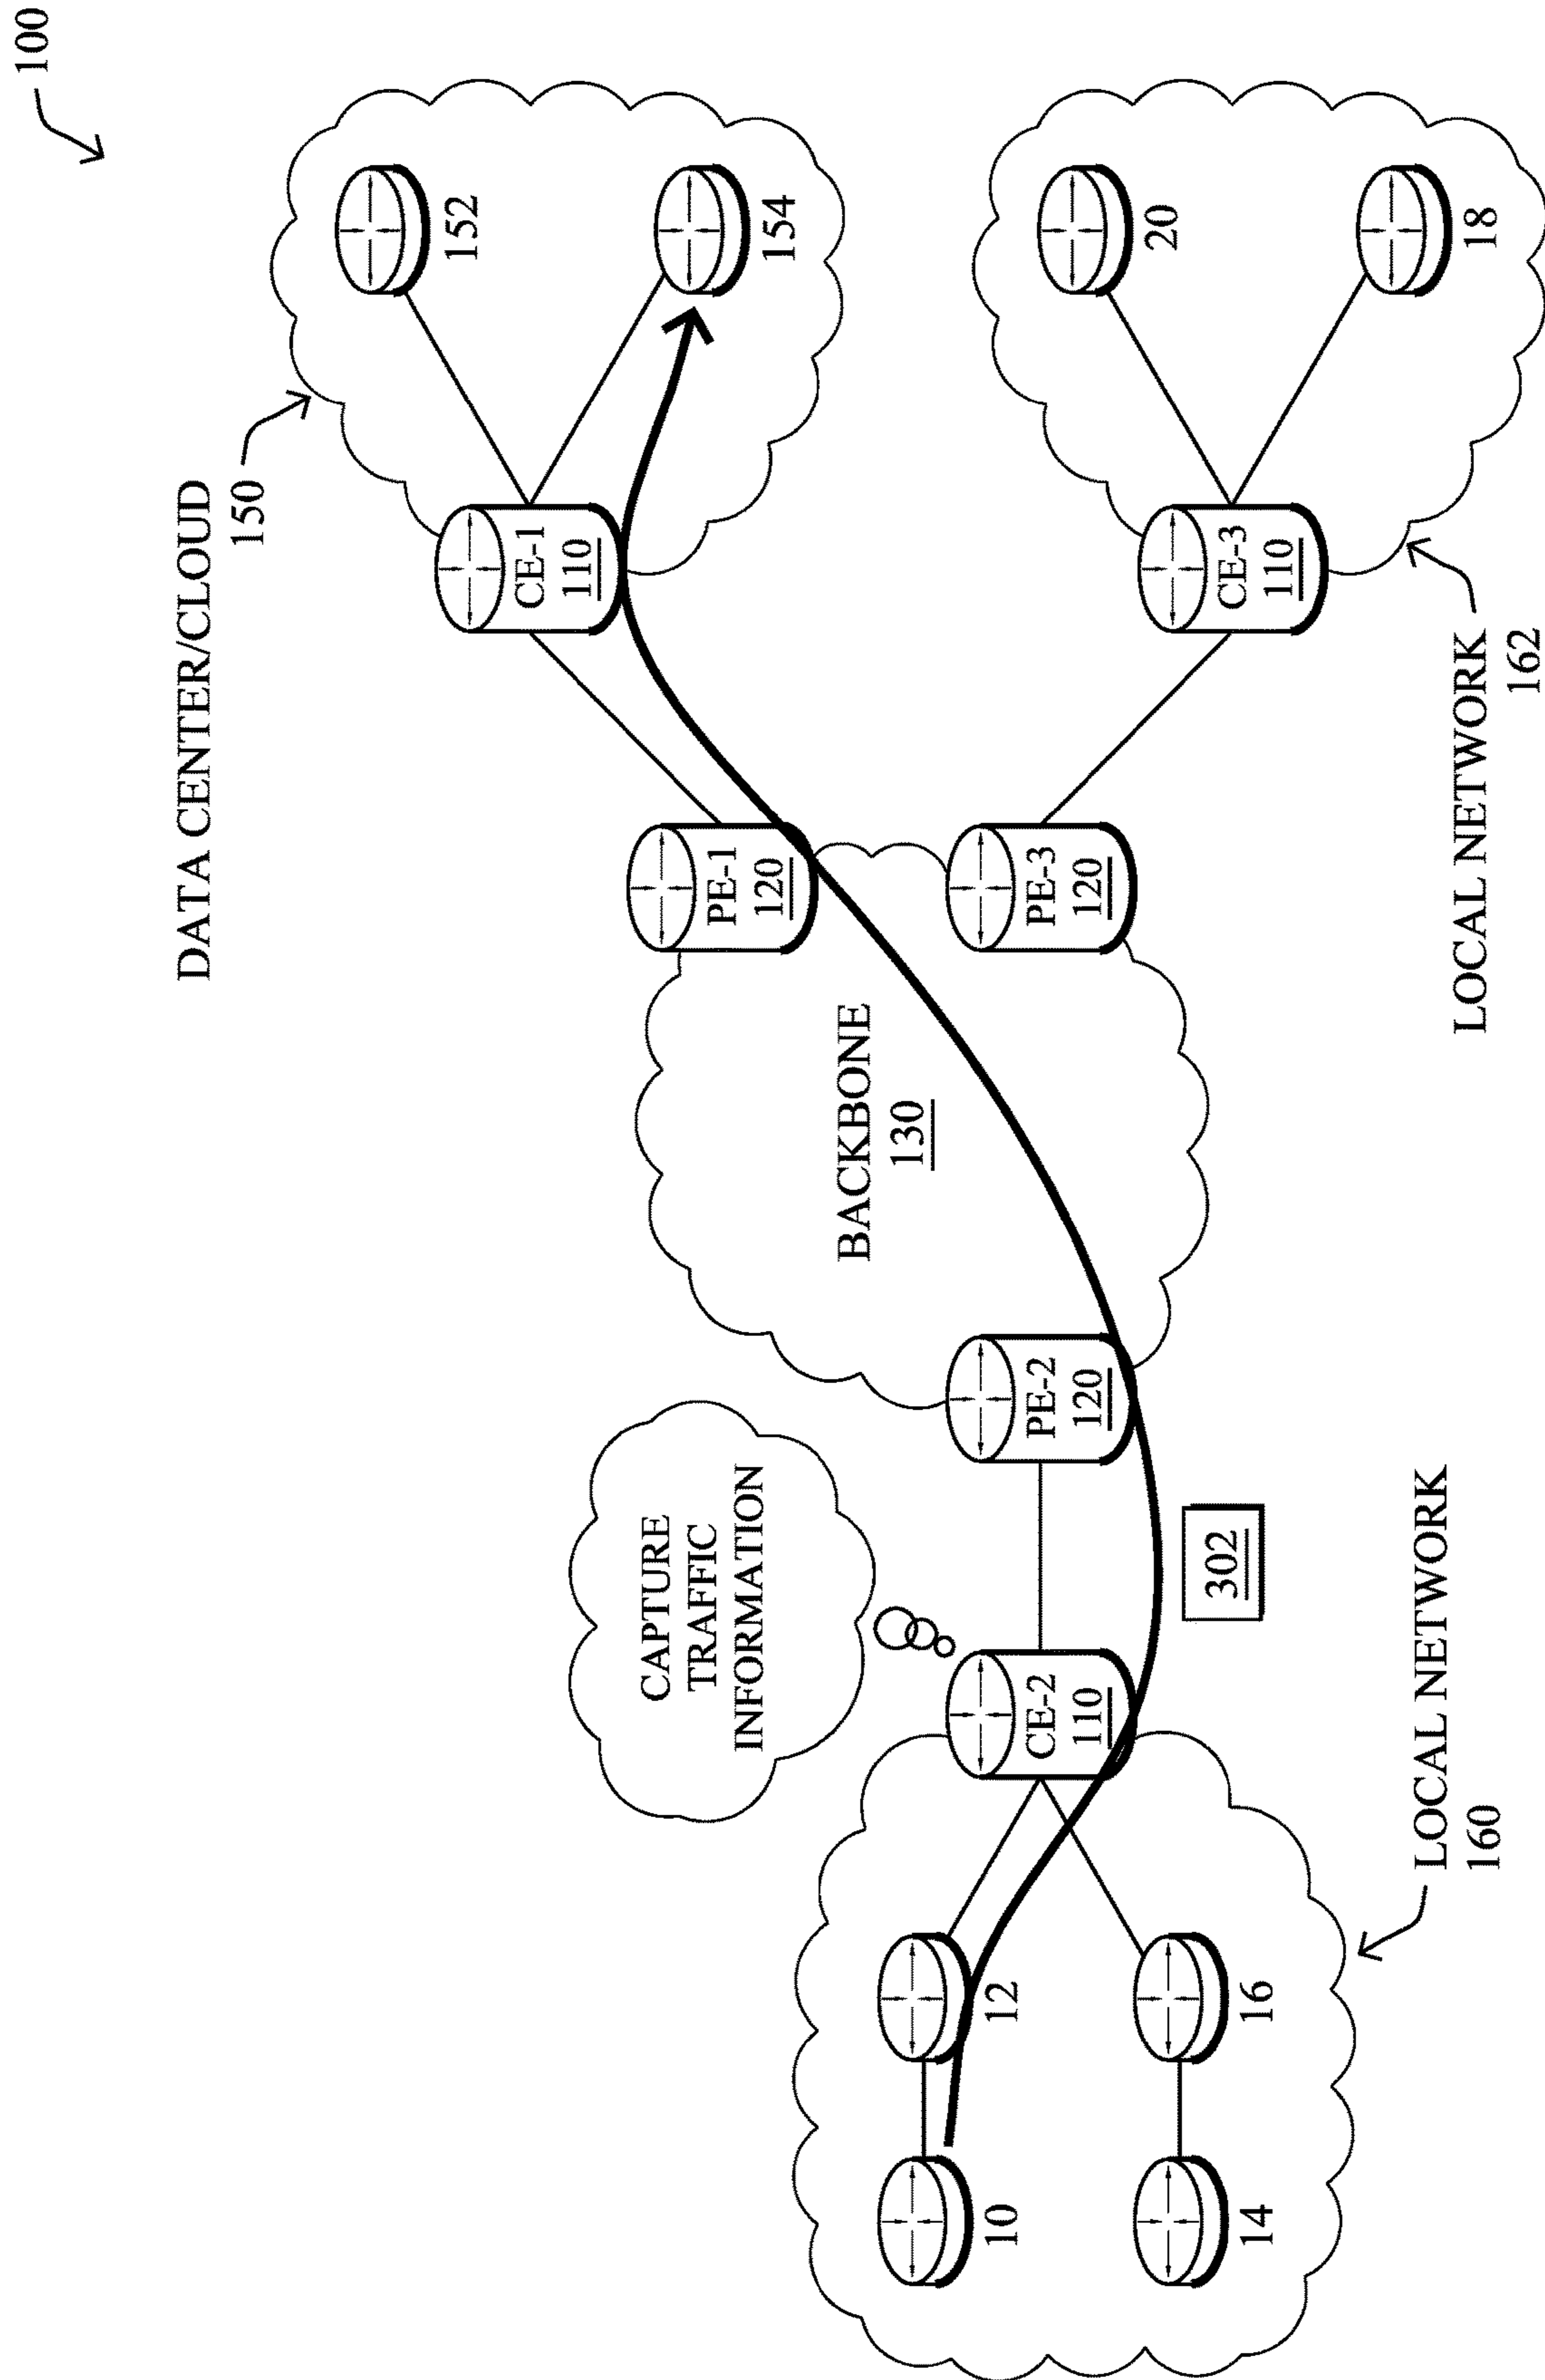 100
DATA CENTER/CLOUD
150
152
154
CE-1
110
PE-1
120
BACKBONE
130
CAPTURE
TRAFFIC
INFORMATION
PE-3
120
CE-3
110
20
18
LOCAL NETWORK
162
PE-2
120
302
CE-2
110
10
12
14
16
LOCAL NETWORK
160